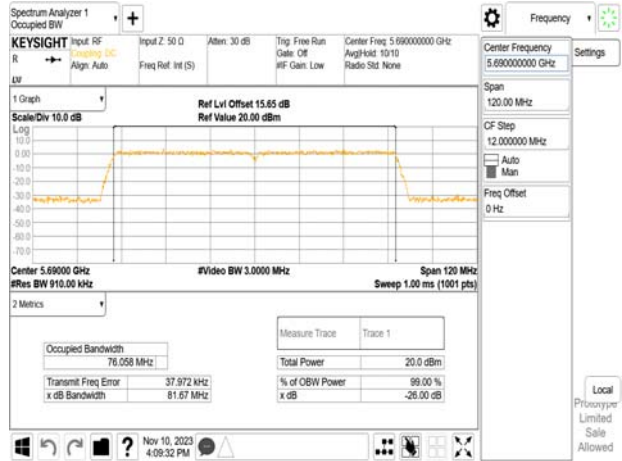 Spectrum Analyzer 1
Occupied BW
KEYSIGHT
R
LXI
Input: RF
Coupling: DC
Align: Auto
Input Z: 50 Ω
Freq Ref: Int (S)
Atten: 30 dB
Trig: Free Run
Gate: Off
#IF Gain: Low
Center Freq: 5.690000000 GHz
Avg|Hold: 10/10
Radio Std: None
1 Graph
Scale/Div 10.0 dB
Ref Lvl Offset 15.65 dB
Ref Value 20.00 dBm
Log
10.0
0.00
-10.0
-20.0
-30.0
-40.0
-50.0
-60.0
-70.0
Center 5.69000 GHz
#Video BW 3.0000 MHz
Span 120 MHz
#Res BW 910.00 kHz
Sweep 1.00 ms (1001 pts)
2 Metrics
Measure Trace Trace 1
Occupied Bandwidth
76.058 MHz
Total Power 20.0 dBm
Transmit Freq Error 37.972 kHz
% of OBW Power 99.00 %
x dB Bandwidth 81.67 MHz
x dB -26.00 dB
Nov 10, 2023
4:09:32 PM
Frequency
Settings
Center Frequency
5.690000000 GHz
Span
120.00 MHz
CF Step
12.000000 MHz
Auto
Man
Freq Offset
0 Hz
Local
Prototype
Limited
Sale
Allowed